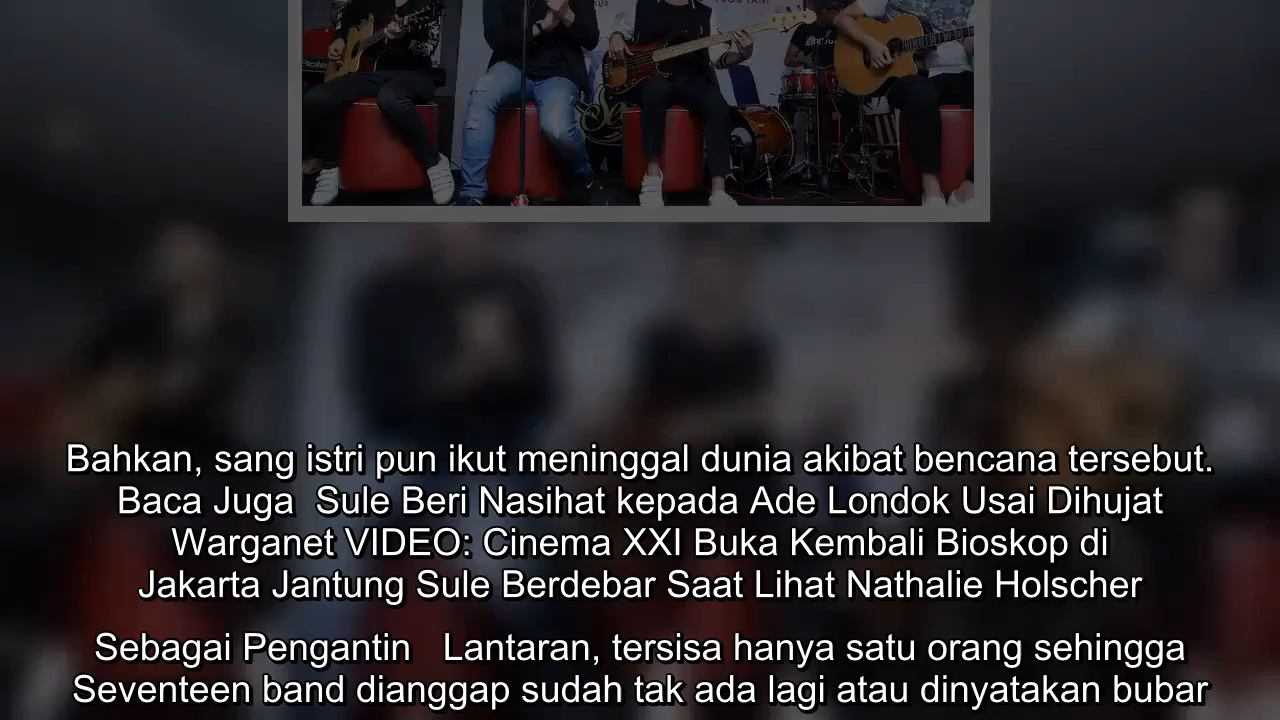 Roland
Se
Bahkan, sang istri pun ikut meninggal dunia akibat bencana tersebut.
Baca Juga  Sule Beri Nasihat kepada Ade Londok Usai Dihujat
Warganet VIDEO: Cinema XXI Buka Kembali Bioskop di
Jakarta Jantung Sule Berdebar Saat Lihat Nathalie Holscher
Sebagai Pengantin   Lantaran, tersisa hanya satu orang sehingga
Seventeen band dianggap sudah tak ada lagi atau dinyatakan bubar